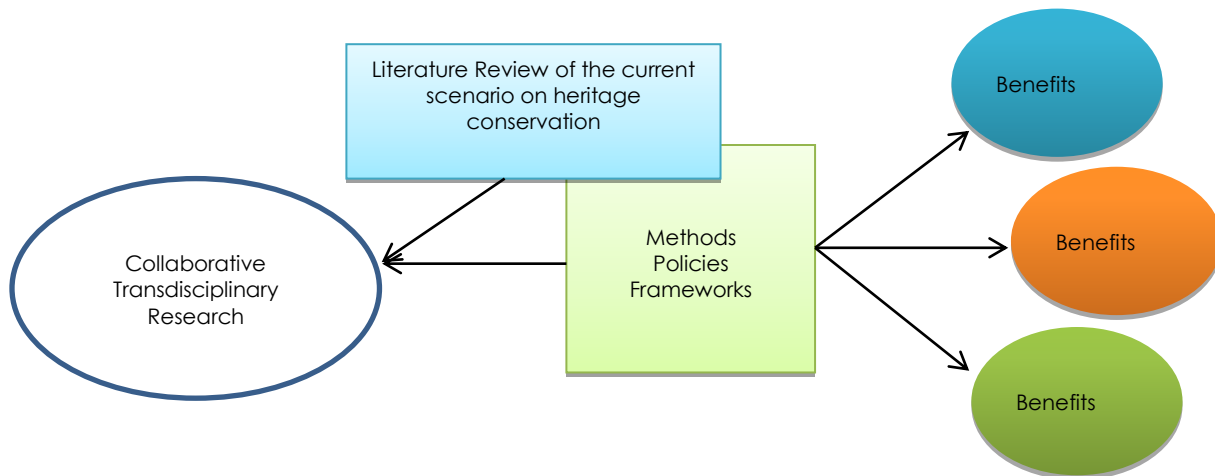 Literature Review of the current
scenario on heritage
conservation
Benefits
Collaborative
Transdisciplinary
Research
Methods
Policies
Frameworks
Benefits
Benefits